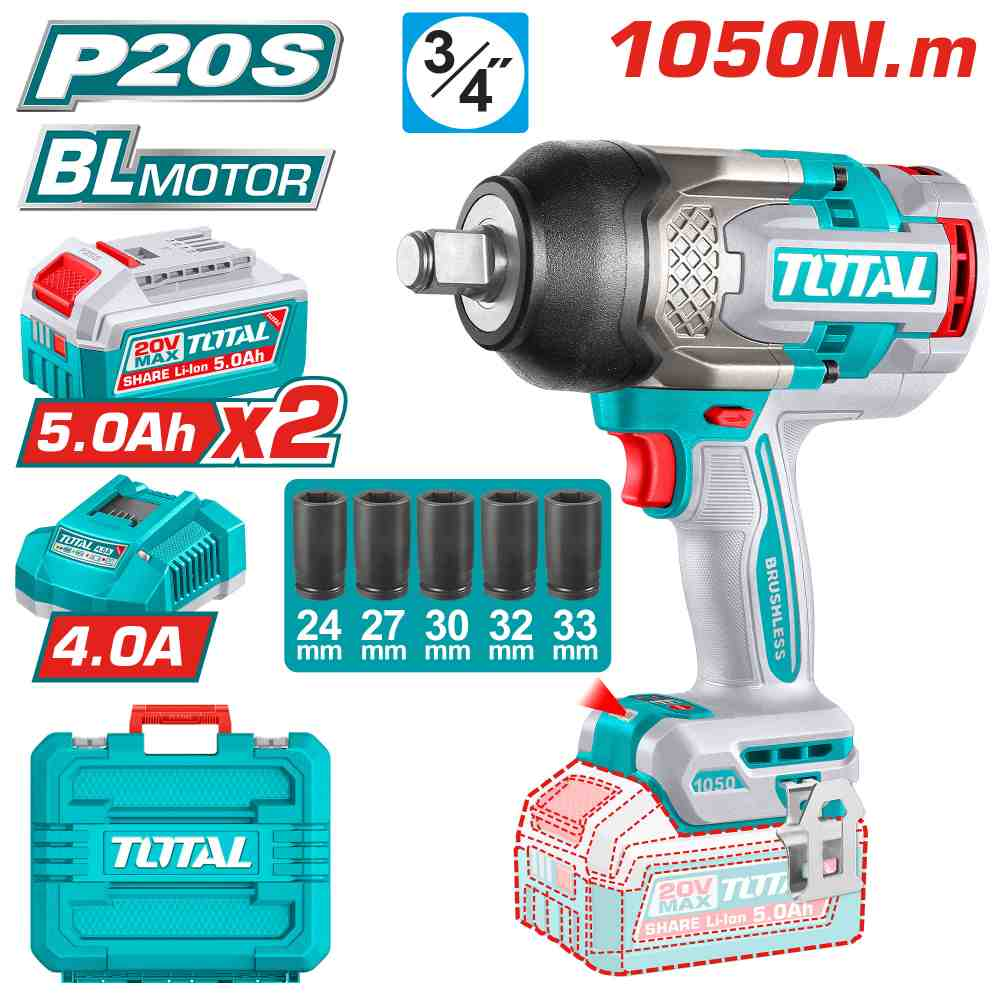 P20S
3/4"
1050N.m
BL MOTOR
TOTAL
20V MAX TOTAL
SHARE Li-Ion 5.0Ah
5.0Ah x2
TOTAL 4.0A
4.0A
24 mm
27 mm
30 mm
32 mm
33 mm
BRUSHLESS
1050
TOTAL
20V MAX TOTAL
SHARE Li-Ion 5.0Ah